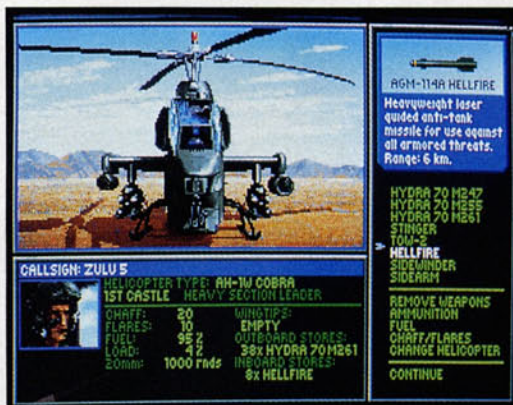 AGM-114A HELLFIRE
Heavyweight laser
guided anti-tank
missile for use against
all armored threats.
Range: 6 km.
HYDRA 70 M247
HYDRA 70 M255
HYDRA 70 M261
STINGER
TOW-2
HELLFIRE
SIDEWINDER
SIDEARM
REMOVE WEAPONS
AMMUNITION
FUEL
CHAFF/FLARES
CHANGE HELICOPTER
CONTINUE
CALLSIGN: ZULU 5
HELICOPTER TYPE: AH-1W COBRA
1ST CASTLE HEAVY SECTION LEADER
CHAFF: 20 WINGTIPS:
FLARES: 10 EMPTY
FUEL: 95% OUTBOARD STORES:
LOAD: 4% 38x HYDRA 70 M261
20mm: 1000 rnds INBOARD STORES:
8x HELLFIRE